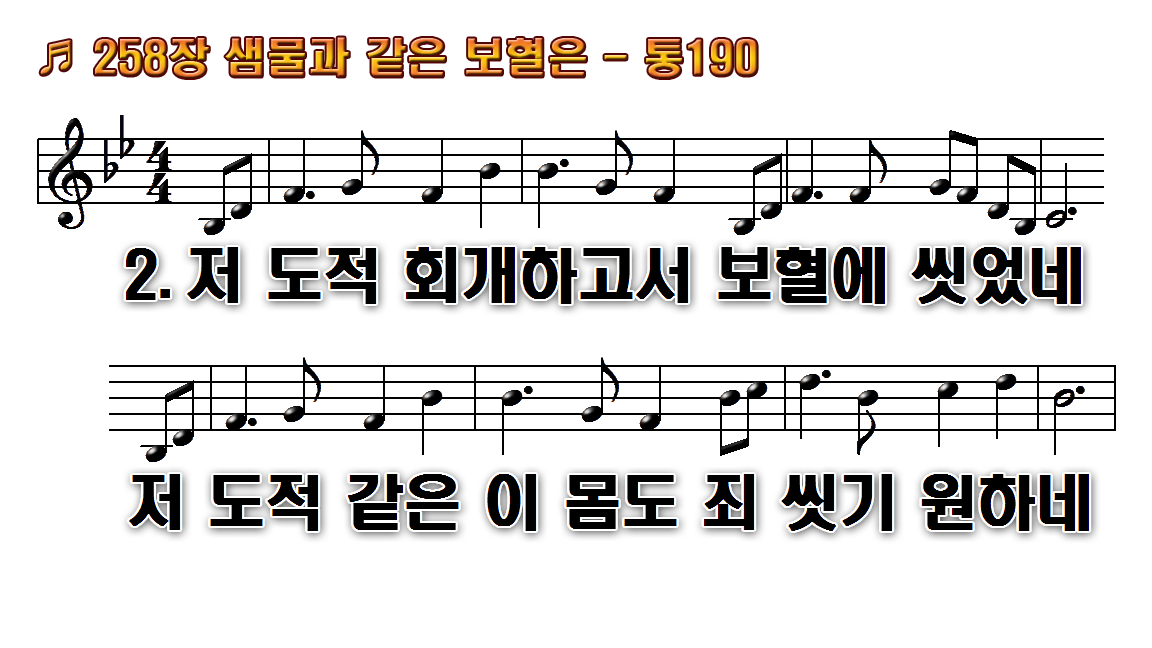 ♬ 258장 샘물과 같은 보혈은 - 통190
4
4
2. 저 도적 회개하고서 보혈에 씻었네
저 도적 같은 이 몸도 죄 씻기 원하네